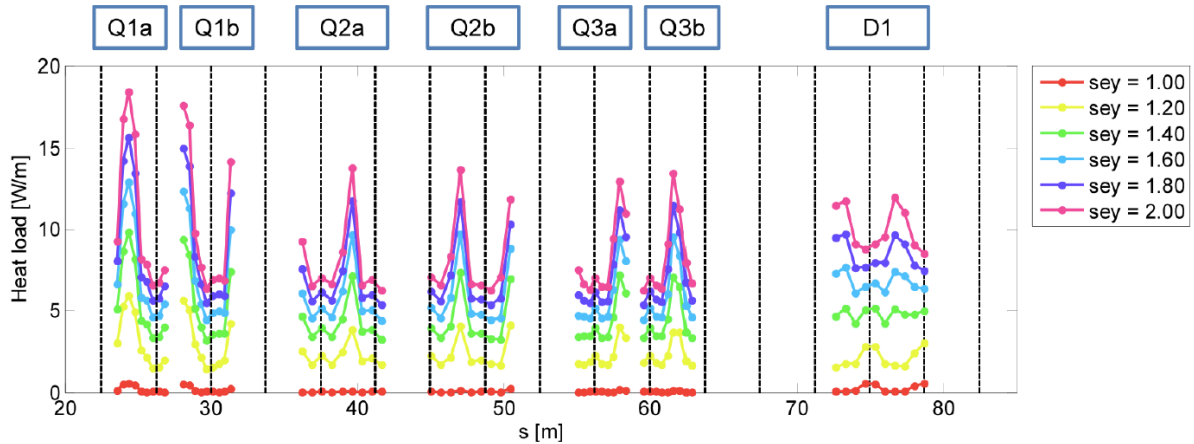 Q1a Q1b Q2a Q2b Q3a Q3b D1
20
15
10
5
0
Heat load [W/m]
20 30 40 50 60 70 80
s [m]
sey = 1.00
sey = 1.20
sey = 1.40
sey = 1.60
sey = 1.80
sey = 2.00